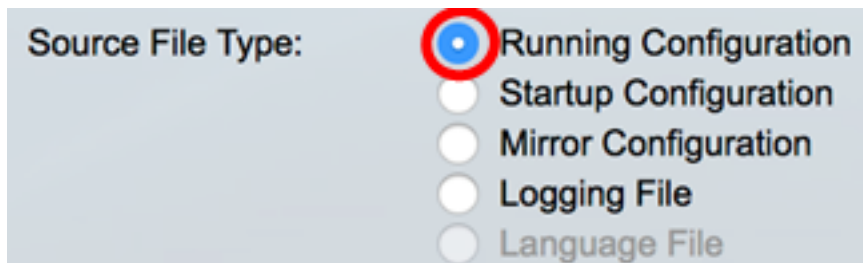 Source File Type: Running Configuration
Startup Configuration
Mirror Configuration
Logging File
Language File